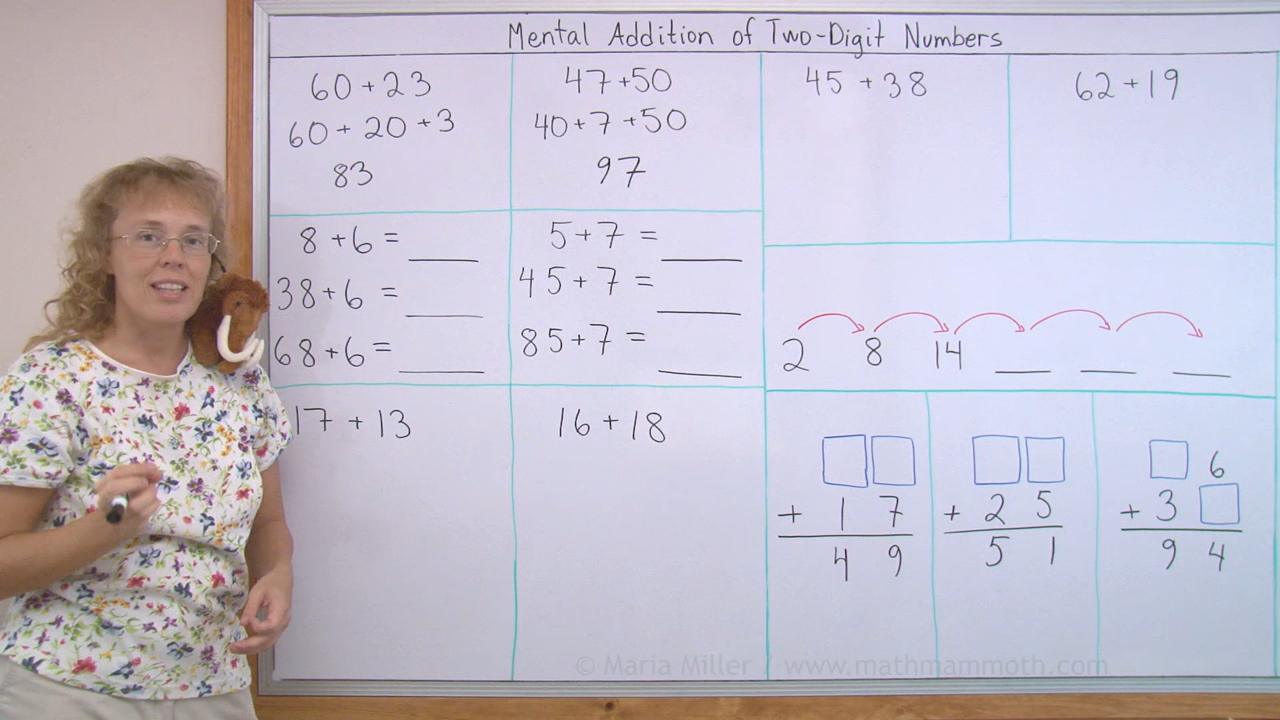 Mental Addition of Two-Digit Numbers
60 + 23
60 + 20 + 3
83
47 + 50
40 + 7 + 50
97
45 + 38
62 + 19
8 + 6 = ____
38 + 6 = ____
68 + 6 = ____
5 + 7 = ____
45 + 7 = ____
85 + 7 = ____
2 8 14 ___ ___ ___
17 + 13
16 + 18
□ □
+ 1 7
4 9
□ □
+ 2 5
5 1
□ 6
+ 3 □
9 4
© Maria Miller / www.mathmammoth.com